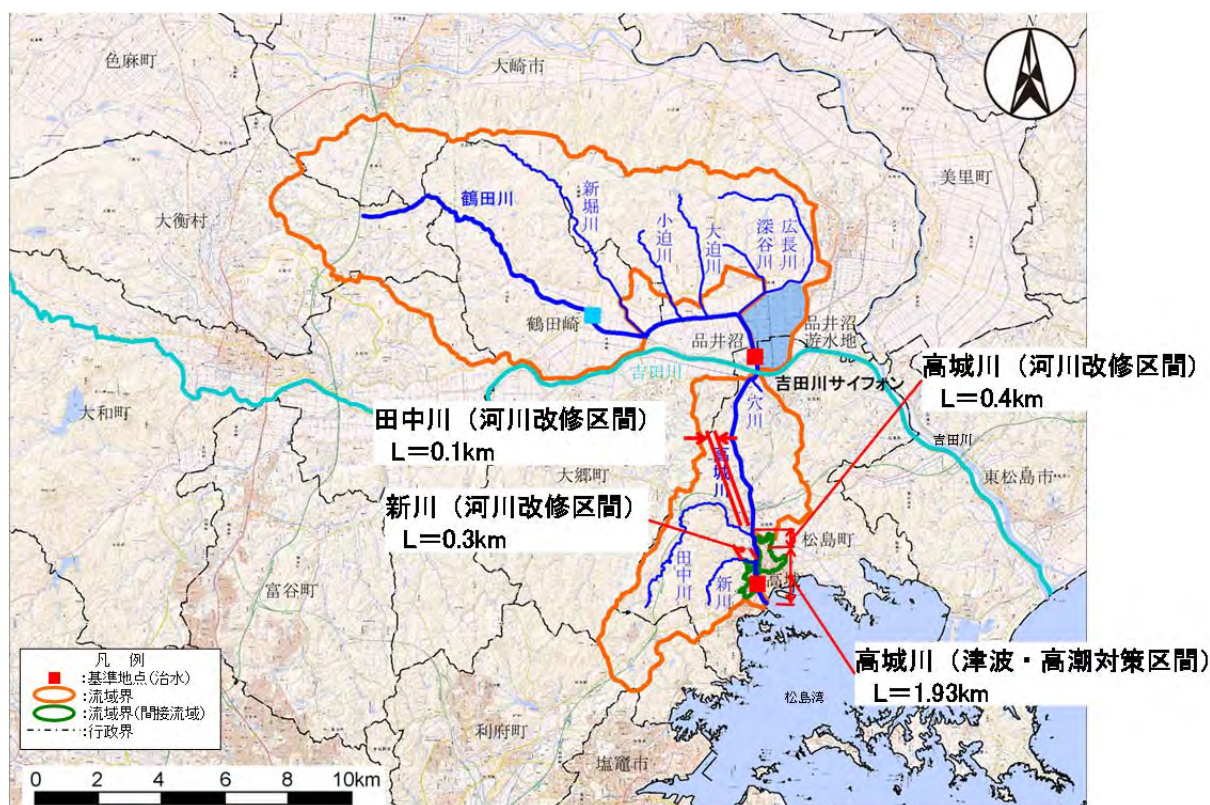 色麻町
大崎市
N
美里町
大衡村
鶴田川
新堀川
小迫川
大迫川
深谷川
広長川
鶴田崎
品井沼
品井沼
遊水地
吉田川
吉田川サイフォン
高城川（河川改修区間）
L=0.4km
大和町
田中川（河川改修区間）
L=0.1km
穴川
吉田川
東松島市
大郷町
高城川
新川（河川改修区間）
L=0.3km
松島町
富谷町
田中川
新川
高城
高城川（津波・高潮対策区間）
L=1.93km
松島湾
利府町
塩竈市
凡 例
:基準地点(治水)
:流域界
:流域界(間接流域)
:行政界
0 2 4 6 8 10km